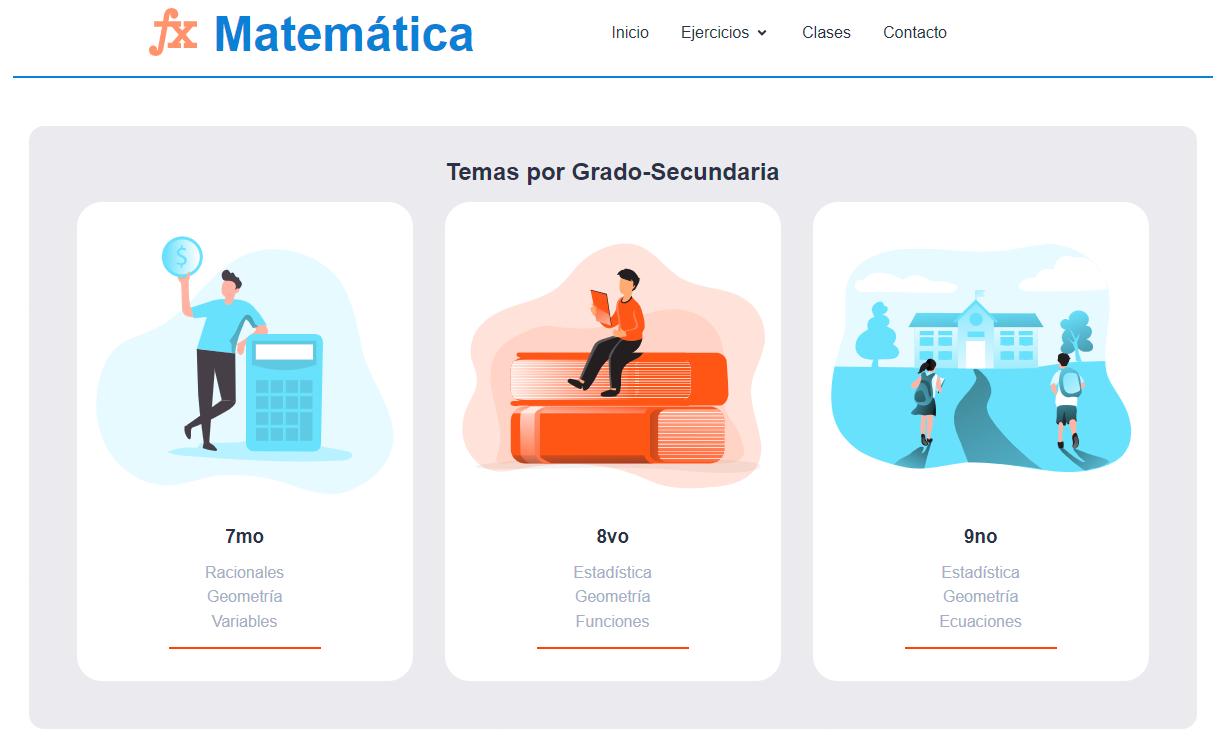 fx Matemática
Inicio Ejercicios Clases Contacto
Temas por Grado-Secundaria
$
7mo
Racionales
Geometría
Variables
8vo
Estadística
Geometría
Funciones
9no
Estadística
Geometría
Ecuaciones